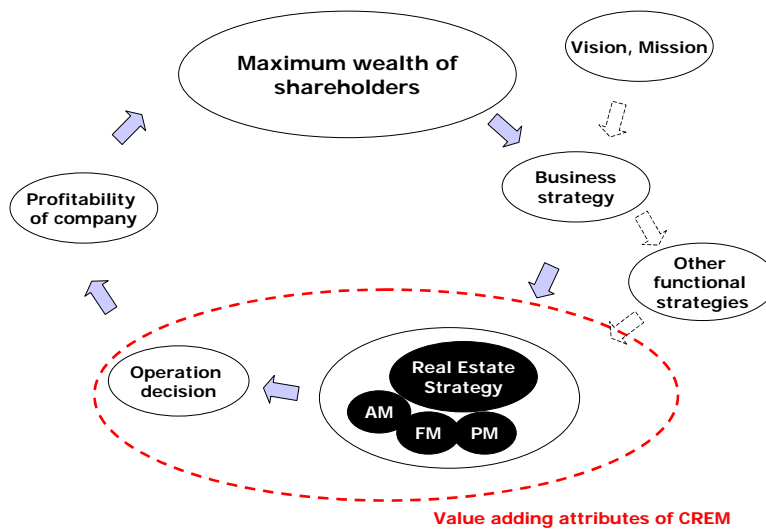 Maximum wealth of
shareholders
Vision, Mission
Business
strategy
Profitability
of company
Other
functional
strategies
Real Estate
Strategy
Operation
decision
AM
FM
PM
Value adding attributes of CREM